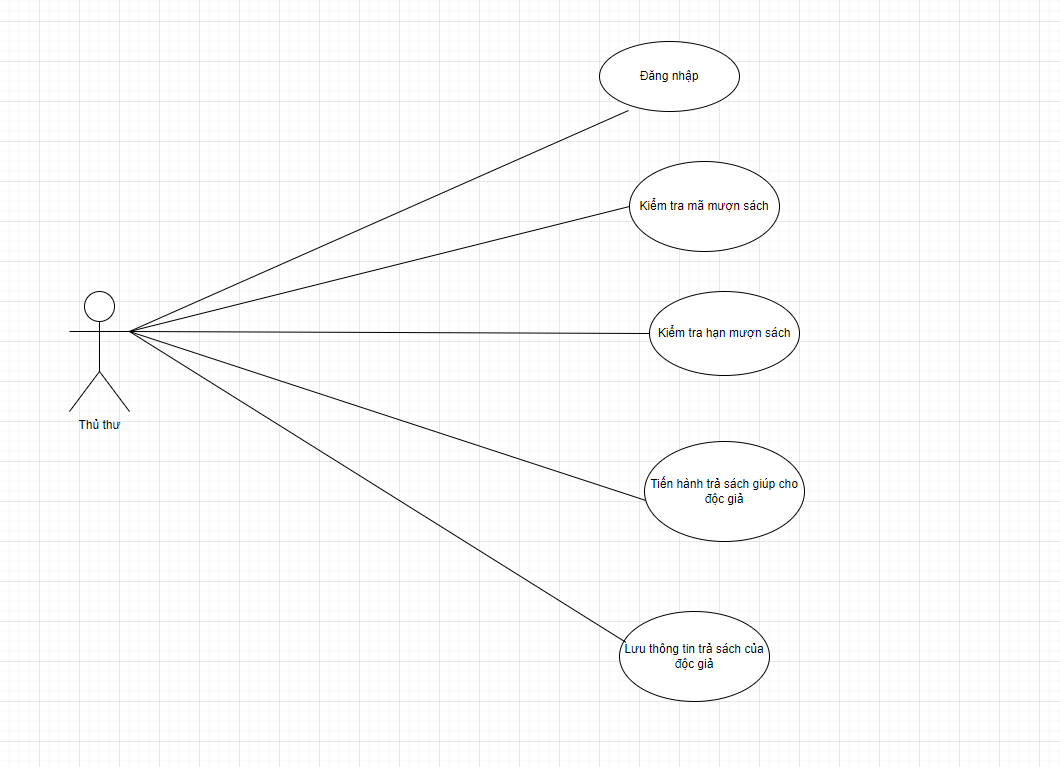 Đăng nhập
Kiểm tra mã mượn sách
Kiểm tra hạn mượn sách
Thủ thư
Tiến hành trả sách giúp cho
độc giả
Lưu thông tin trả sách của
độc giả